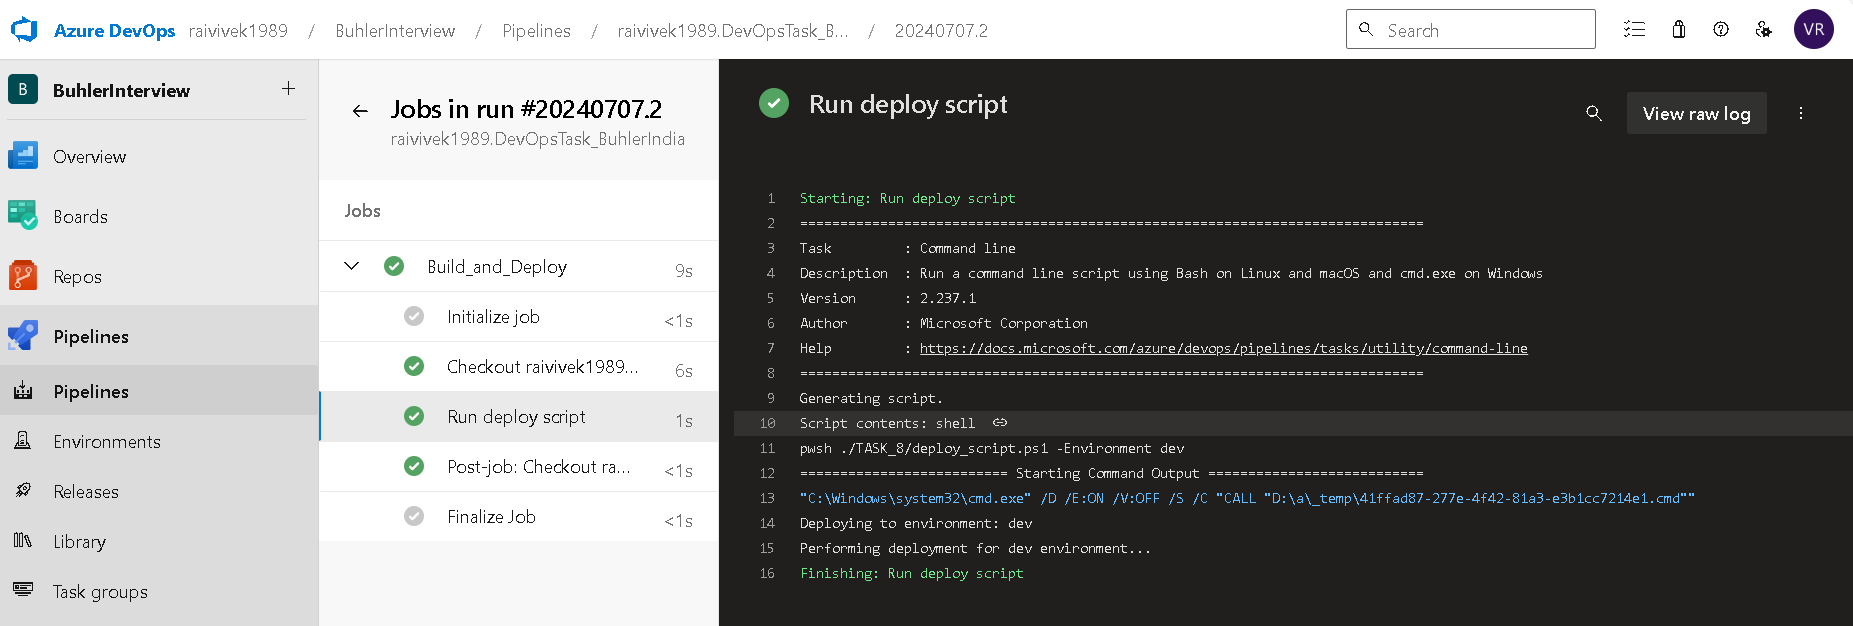 Azure DevOps raivivek1989 / BuhlerInterview / Pipelines / raivivek1989.DevOpsTask_B... / 20240707.2
Search
VR
B BuhlerInterview +
Overview
Boards
Repos
Pipelines
Pipelines
Environments
Releases
Library
Task groups
Jobs in run #20240707.2
raivivek1989.DevOpsTask_BuhlerIndia
Jobs
Build_and_Deploy 9s
Initialize job <1s
Checkout raivivek1989... 6s
Run deploy script 1s
Post-job: Checkout ra... <1s
Finalize Job <1s
Run deploy script
View raw log
1 Starting: Run deploy script
2 ==============================================================================
3 Task : Command line
4 Description : Run a command line script using Bash on Linux and macOS and cmd.exe on Windows
5 Version : 2.237.1
6 Author : Microsoft Corporation
7 Help : https://docs.microsoft.com/azure/devops/pipelines/tasks/utility/command-line
8 ==============================================================================
9 Generating script.
10 Script contents: shell
11 pwsh ./TASK_8/deploy_script.ps1 -Environment dev
12 ========================== Starting Command Output ===========================
13 "C:\Windows\system32\cmd.exe" /D /E:ON /V:OFF /S /C "CALL "D:\a\_temp\41ffad87-277e-4f42-81a3-e3b1cc7214e1.cmd""
14 Deploying to environment: dev
15 Performing deployment for dev environment...
16 Finishing: Run deploy script